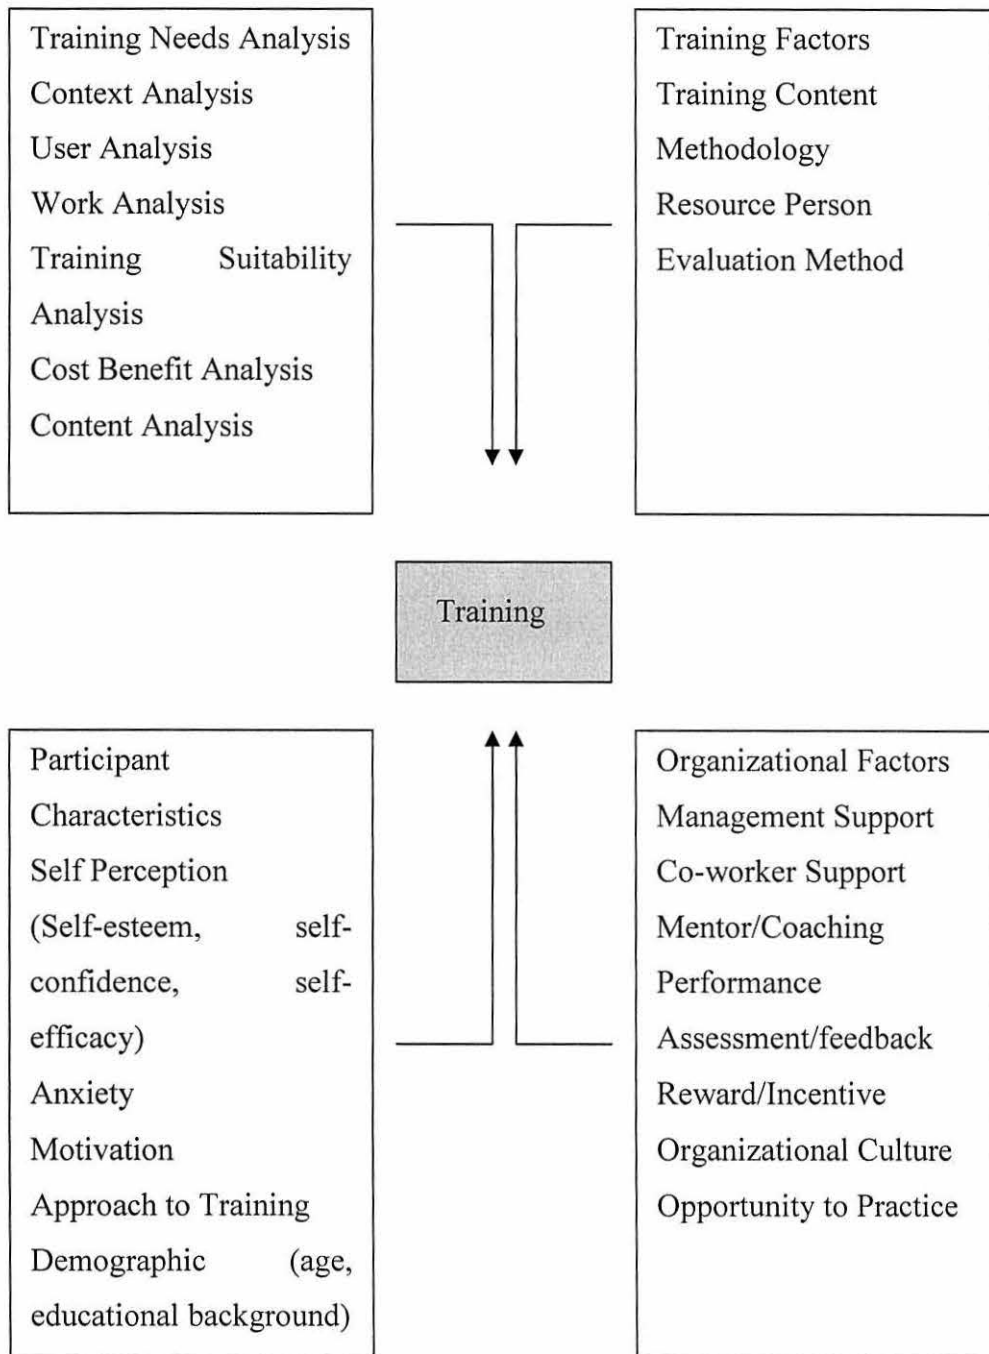 Training Needs Analysis
Context Analysis
User Analysis
Work Analysis
Training Suitability
Analysis
Cost Benefit Analysis
Content Analysis
Training Factors
Training Content
Methodology
Resource Person
Evaluation Method
Training
Participant
Characteristics
Self Perception
(Self-esteem, self-
confidence, self-
efficacy)
Anxiety
Motivation
Approach to Training
Demographic (age,
educational background)
Organizational Factors
Management Support
Co-worker Support
Mentor/Coaching
Performance
Assessment/feedback
Reward/Incentive
Organizational Culture
Opportunity to Practice